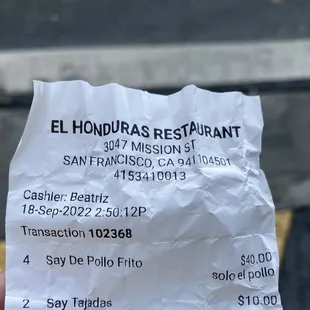 EL HONDURAS RESTAURANT
3047 MISSION ST
SAN FRANCISCO, CA 941104501
4153410013
Cashier: Beatriz
18-Sep-2022 2:50:12P
Transaction 102368
4 Say De Pollo Frito $40.00
solo el pollo
2 Say Tajadas $10.00